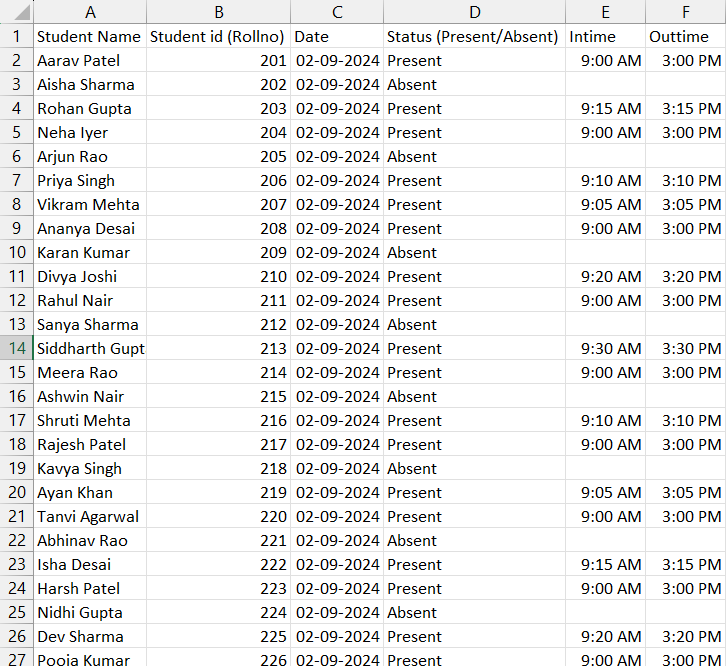 A B C D E F
1 Student Name Student id (Rollno) Date Status (Present/Absent) Intime Outtime
2 Aarav Patel 201 02-09-2024 Present 9:00 AM 3:00 PM
3 Aisha Sharma 202 02-09-2024 Absent
4 Rohan Gupta 203 02-09-2024 Present 9:15 AM 3:15 PM
5 Neha Iyer 204 02-09-2024 Present 9:00 AM 3:00 PM
6 Arjun Rao 205 02-09-2024 Absent
7 Priya Singh 206 02-09-2024 Present 9:10 AM 3:10 PM
8 Vikram Mehta 207 02-09-2024 Present 9:05 AM 3:05 PM
9 Ananya Desai 208 02-09-2024 Present 9:00 AM 3:00 PM
10 Karan Kumar 209 02-09-2024 Absent
11 Divya Joshi 210 02-09-2024 Present 9:20 AM 3:20 PM
12 Rahul Nair 211 02-09-2024 Present 9:00 AM 3:00 PM
13 Sanya Sharma 212 02-09-2024 Absent
14 Siddharth Gupt 213 02-09-2024 Present 9:30 AM 3:30 PM
15 Meera Rao 214 02-09-2024 Present 9:00 AM 3:00 PM
16 Ashwin Nair 215 02-09-2024 Absent
17 Shruti Mehta 216 02-09-2024 Present 9:10 AM 3:10 PM
18 Rajesh Patel 217 02-09-2024 Present 9:00 AM 3:00 PM
19 Kavya Singh 218 02-09-2024 Absent
20 Ayan Khan 219 02-09-2024 Present 9:05 AM 3:05 PM
21 Tanvi Agarwal 220 02-09-2024 Present 9:00 AM 3:00 PM
22 Abhinav Rao 221 02-09-2024 Absent
23 Isha Desai 222 02-09-2024 Present 9:15 AM 3:15 PM
24 Harsh Patel 223 02-09-2024 Present 9:00 AM 3:00 PM
25 Nidhi Gupta 224 02-09-2024 Absent
26 Dev Sharma 225 02-09-2024 Present 9:20 AM 3:20 PM
27 Pooja Kumar 226 02-09-2024 Present 9:00 AM 3:00 PM